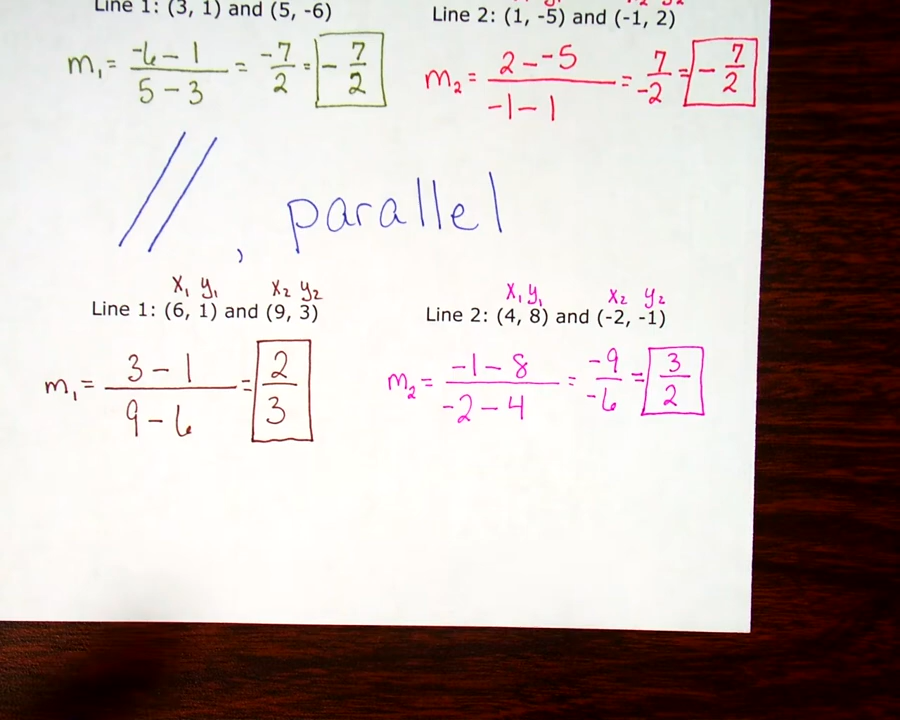 Line 1: (3, 1) and (5, -6)
Line 2: (1, -5) and (-1, 2)
m₁ = (-6 - 1)/(5 - 3) = -7/2 = -7/2
m₂ = (2 - -5)/(-1 - 1) = 7/-2 = -7/2
//, parallel
x₁ y₁ x₂ y₂
Line 1: (6, 1) and (9, 3)
x₁ y₁ x₂ y₂
Line 2: (4, 8) and (-2, -1)
m₁ = (3 - 1)/(9 - 6) = 2/3
m₂ = (-1 - 8)/(-2 - 4) = -9/-6 = 3/2